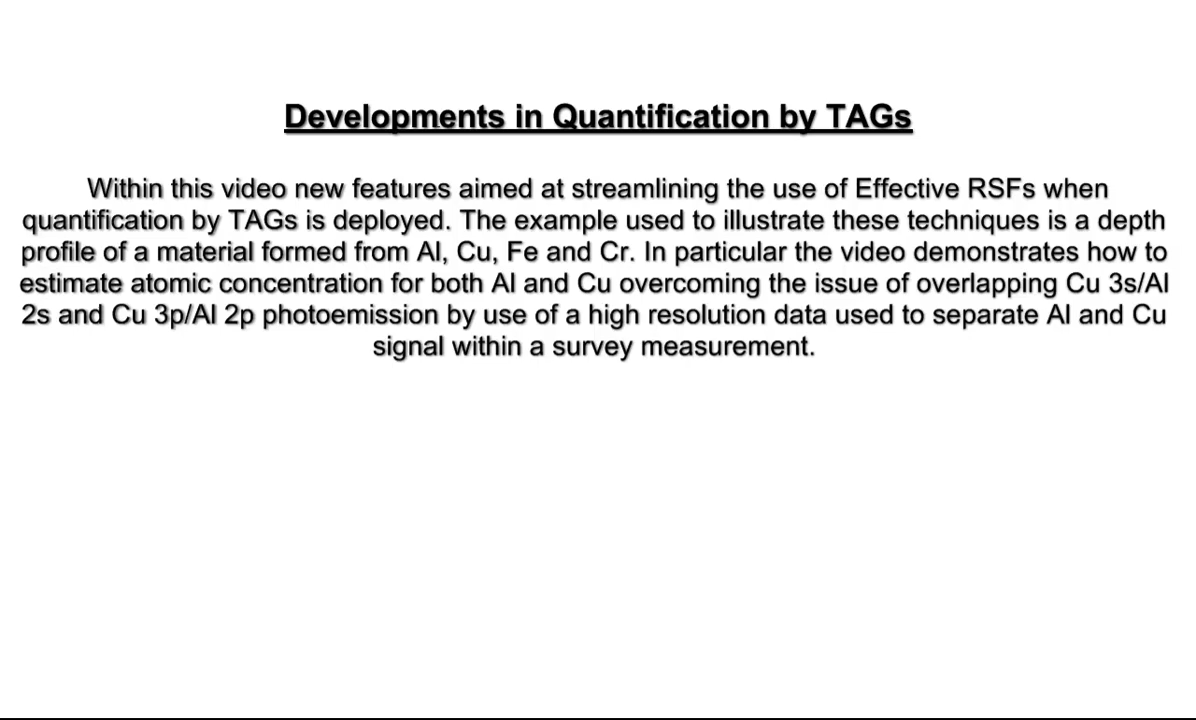 Developments in Quantification by TAGs
Within this video new features aimed at streamlining the use of Effective RSFs when
quantification by TAGs is deployed. The example used to illustrate these techniques is a depth
profile of a material formed from Al, Cu, Fe and Cr. In particular the video demonstrates how to
estimate atomic concentration for both Al and Cu overcoming the issue of overlapping Cu 3s/Al
2s and Cu 3p/Al 2p photoemission by use of a high resolution data used to separate Al and Cu
signal within a survey measurement.